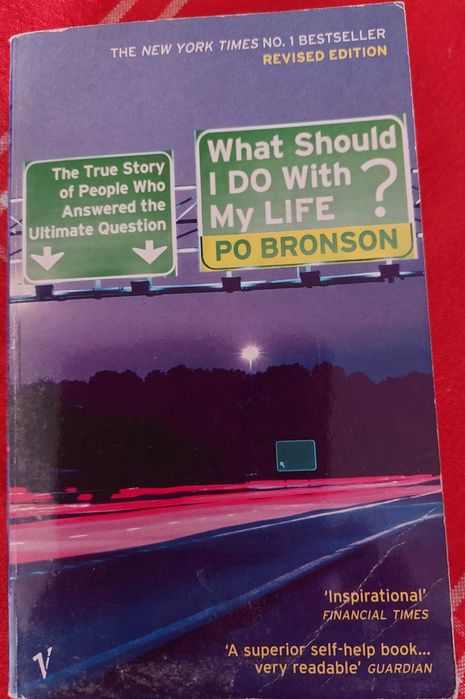 THE NEW YORK TIMES NO. 1 BESTSELLER
REVISED EDITION
The True Story
of People Who
Answered the
Ultimate Question
What Should
I DO With
My LIFE ?
PO BRONSON
'Inspirational'
FINANCIAL TIMES
'A superior self-help book...
very readable' GUARDIAN
V